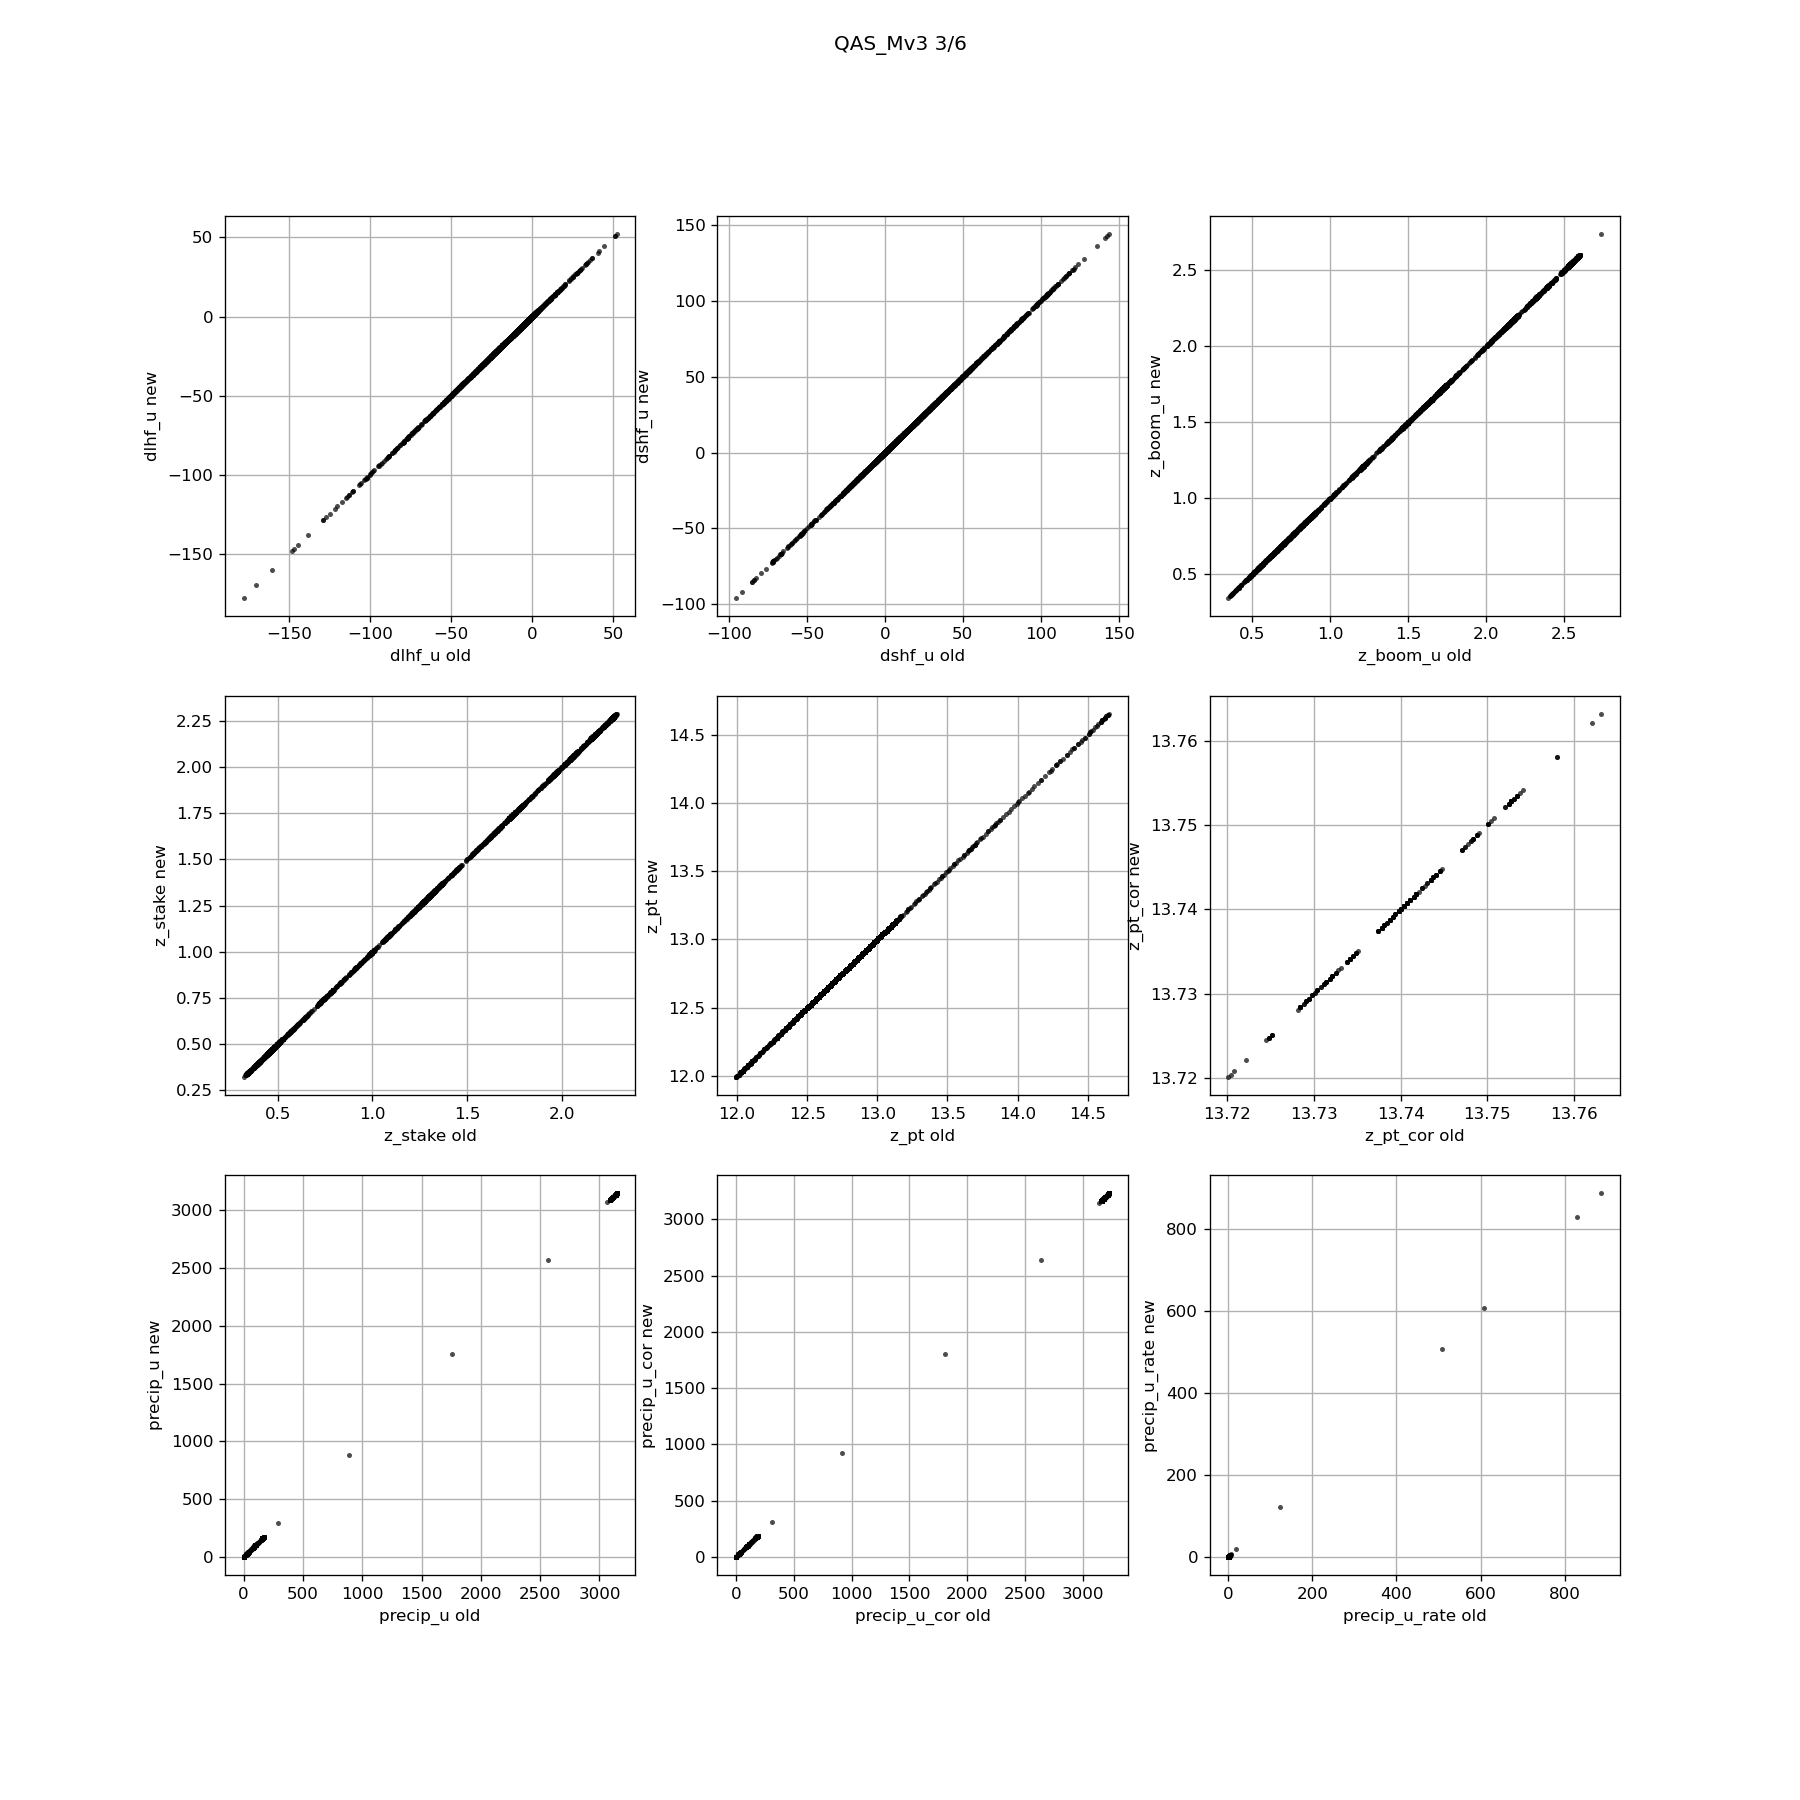 QAS_Mv3 3/6
50
0
−50
−100
−150
dlhf_u new
−150 −100 −50 0 50
dlhf_u old
150
100
50
0
−50
−100
dshf_u new
−100 −50 0 50 100 150
dshf_u old
2.5
2.0
1.5
1.0
0.5
z_boom_u new
0.5 1.0 1.5 2.0 2.5
z_boom_u old
2.25
2.00
1.75
1.50
1.25
1.00
0.75
0.50
0.25
z_stake new
0.5 1.0 1.5 2.0
z_stake old
14.5
14.0
13.5
13.0
12.5
12.0
z_pt new
12.0 12.5 13.0 13.5 14.0 14.5
z_pt old
13.76
13.75
13.74
13.73
13.72
z_pt_cor new
13.72 13.73 13.74 13.75 13.76
z_pt_cor old
3000
2500
2000
1500
1000
500
0
precip_u new
0 500 1000 1500 2000 2500 3000
precip_u old
3000
2500
2000
1500
1000
500
0
precip_u_cor new
0 500 1000 1500 2000 2500 3000
precip_u_cor old
800
600
400
200
0
precip_u_rate new
0 200 400 600 800
precip_u_rate old